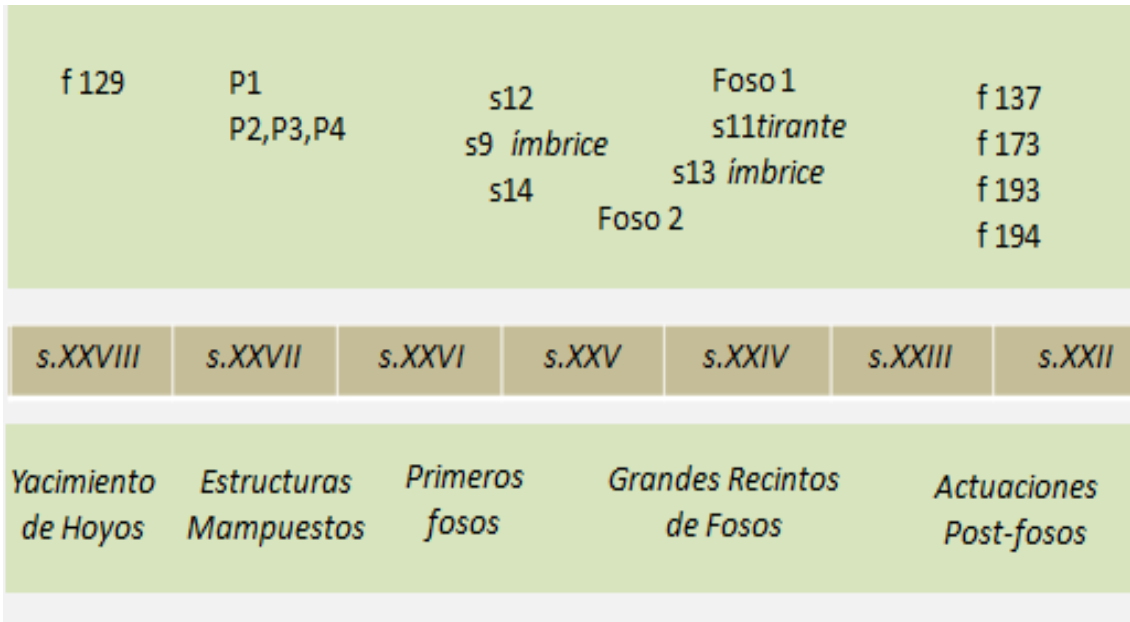 f 129
P1
P2,P3,P4
s12
s9 ímbrice
s14
Foso 2
Foso 1
s11tirante
s13 ímbrice
f 137
f 173
f 193
f 194
s.XXVIII
s.XXVII
s.XXVI
s.XXV
s.XXIV
s.XXIII
s.XXII
Yacimiento
de Hoyos
Estructuras
Mampuestos
Primeros
fosos
Grandes Recintos
de Fosos
Actuaciones
Post-fosos